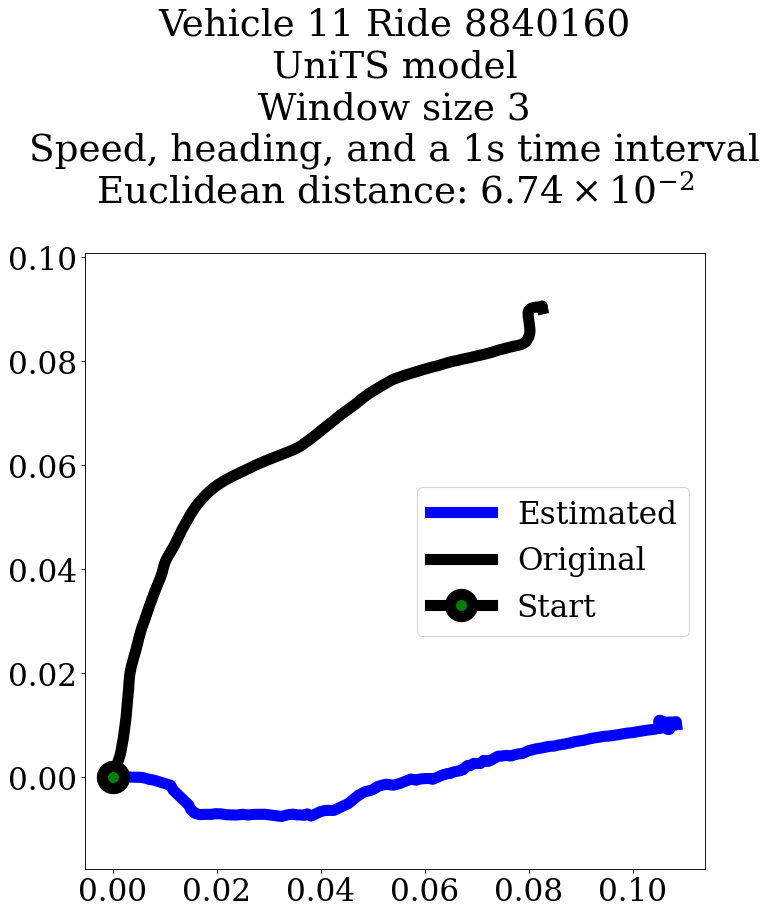 Vehicle 11 Ride 8840160
UniTS model
Window size 3
Speed, heading, and a 1s time interval
Euclidean distance: 6.74 × 10⁻²
0.10
0.08
0.06
0.04
0.02
0.00
Estimated
Original
Start
0.00 0.02 0.04 0.06 0.08 0.10